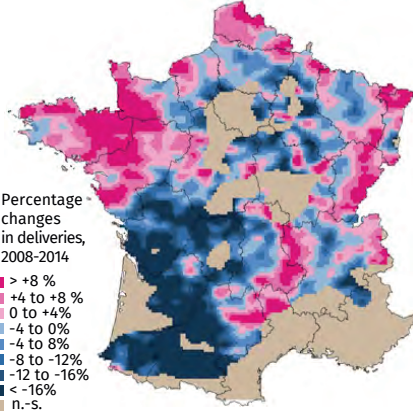 Percentage
changes
in deliveries,
2008-2014
> +8 %
+4 to +8 %
0 to +4%
-4 to 0%
-4 to 8%
-8 to -12%
-12 to -16%
< -16%
n.-s.